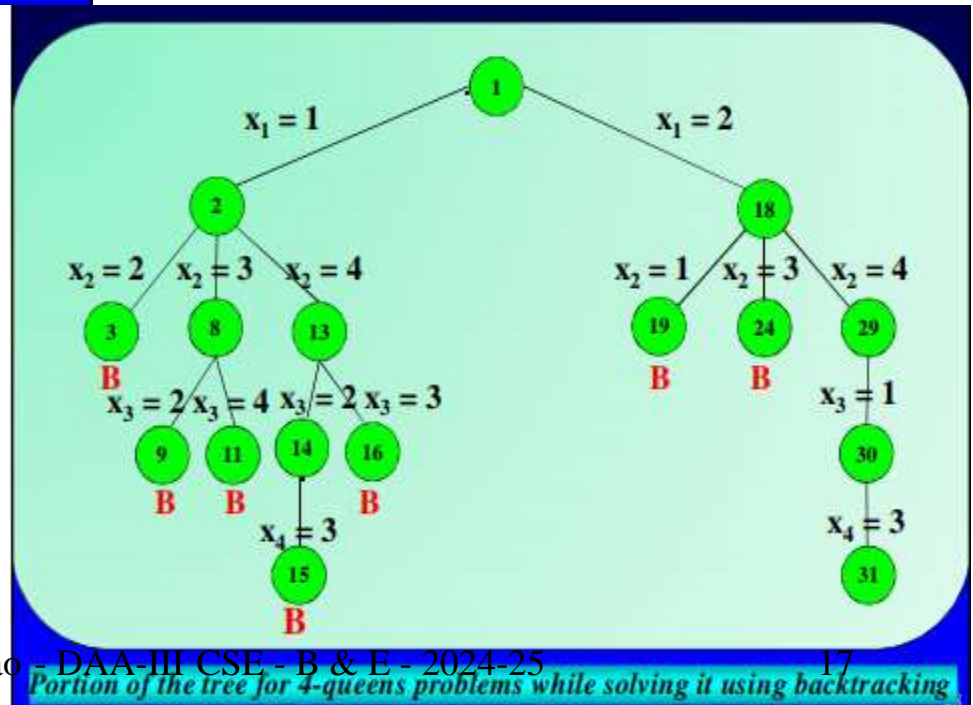 1
x₁ = 1 x₁ = 2
2 18
x₂ = 2 x₂ = 3 x₂ = 4 x₂ = 1 x₂ = 3 x₂ = 4
3 8 13 19 24 29
B B B
x₃ = 2 x₃ = 4 x₃ = 2 x₃ = 3 x₃ = 1
9 11 14 16 30
B B B
x₄ = 3 x₄ = 3
15 31
B
- DAA-III CSE - B & E - 2024-25 17
Portion of the tree for 4-queens problems while solving it using backtracking